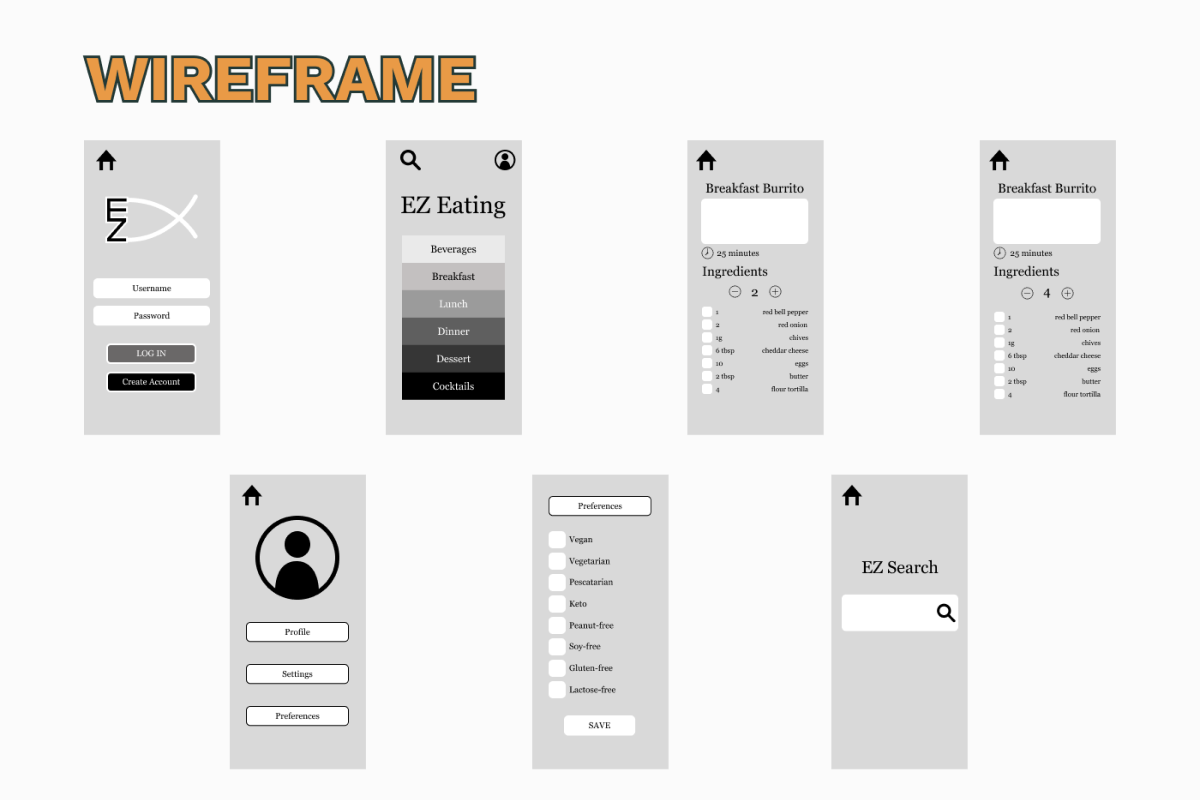 WIREFRAME
EZ
Username
Password
LOG IN
Create Account
EZ Eating
Beverages
Breakfast
Lunch
Dinner
Dessert
Cocktails
Breakfast Burrito
25 minutes
Ingredients
2
1 red bell pepper
2 red onion
1g chives
6 tbsp cheddar cheese
10 eggs
2 tbsp butter
4 flour tortilla
Breakfast Burrito
25 minutes
Ingredients
4
1 red bell pepper
2 red onion
1g chives
6 tbsp cheddar cheese
10 eggs
2 tbsp butter
4 flour tortilla
Profile
Settings
Preferences
Preferences
Vegan
Vegetarian
Pescatarian
Keto
Peanut-free
Soy-free
Gluten-free
Lactose-free
SAVE
EZ Search